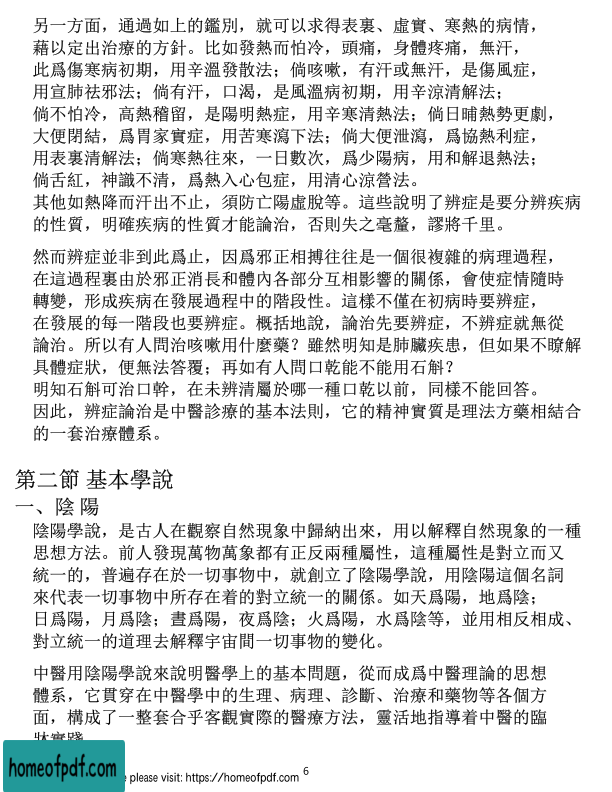 另一方面，通過如上的鑑別，就可以求得表裏、虛實、寒熱的病情，
藉以定出治療的方針。比如發熱而怕冷，頭痛，身體疼痛，無汗，
此爲傷寒病初期，用辛溫發散法；倘咳嗽，有汗或無汗，是傷風症，
用宣肺祛邪法；倘有汗，口渴，是風溫病初期，用辛涼清解法；
倘不怕冷，高熱稽留，是陽明熱症，用辛寒清熱法；倘日晡熱勢更劇，
大便閉結，爲胃家實症，用苦寒瀉下法；倘大便泄瀉，爲協熱利症，
用表裏清解法；倘寒熱往來，一日數次，爲少陽病，用和解退熱法；
倘舌紅，神識不清，爲熱入心包症，用清心涼營法。
其他如熱降而汗出不止，須防亡陽虛脫等。這些說明了辨症是要分辨疾病
的性質，明確疾病的性質才能論治，否則失之毫釐，謬將千里。
然而辨症並非到此爲止，因爲邪正相搏往往是一個很複雜的病理過程，
在這過程裏由於邪正消長和體內各部分互相影響的關係，會使症情隨時
轉變，形成疾病在發展過程中的階段性。這樣不僅在初病時要辨症，
在發展的每一階段也要辨症。概括地說，論治先要辨症，不辨症就無從
論治。所以有人問治咳嗽用什麼藥？雖然明知是肺臟疾患，但如果不瞭解
具體症狀，便無法答覆；再如有人問口乾能不能用石斛？
明知石斛可治口幹，在未辨清屬於哪一種口乾以前，同樣不能回答。
因此，辨症論治是中醫診療的基本法則，它的精神實質是理法方藥相結合
的一套治療體系。
第二節 基本學說
一、陰 陽
陰陽學說，是古人在觀察自然現象中歸納出來，用以解釋自然現象的一種
思想方法。前人發現萬物萬象都有正反兩種屬性，這種屬性是對立而又
統一的，普遍存在於一切事物中，就創立了陰陽學說，用陰陽這個名詞
來代表一切事物中所存在着的對立統一的關係。如天爲陽，地爲陰；
日爲陽，月爲陰；晝爲陽，夜爲陰；火爲陽，水爲陰等，並用相反相成、
對立統一的道理去解釋宇宙間一切事物的變化。
中醫用陰陽學說來說明醫學上的基本問題，從而成爲中醫理論的思想
體系，它貫穿在中醫學中的生理、病理、診斷、治療和藥物等各個方
面，構成了一整套合乎客觀實際的醫療方法，靈活地指導着中醫的臨
牀實踐
homeofpdf.com
please visit: https://homeofpdf.com
6